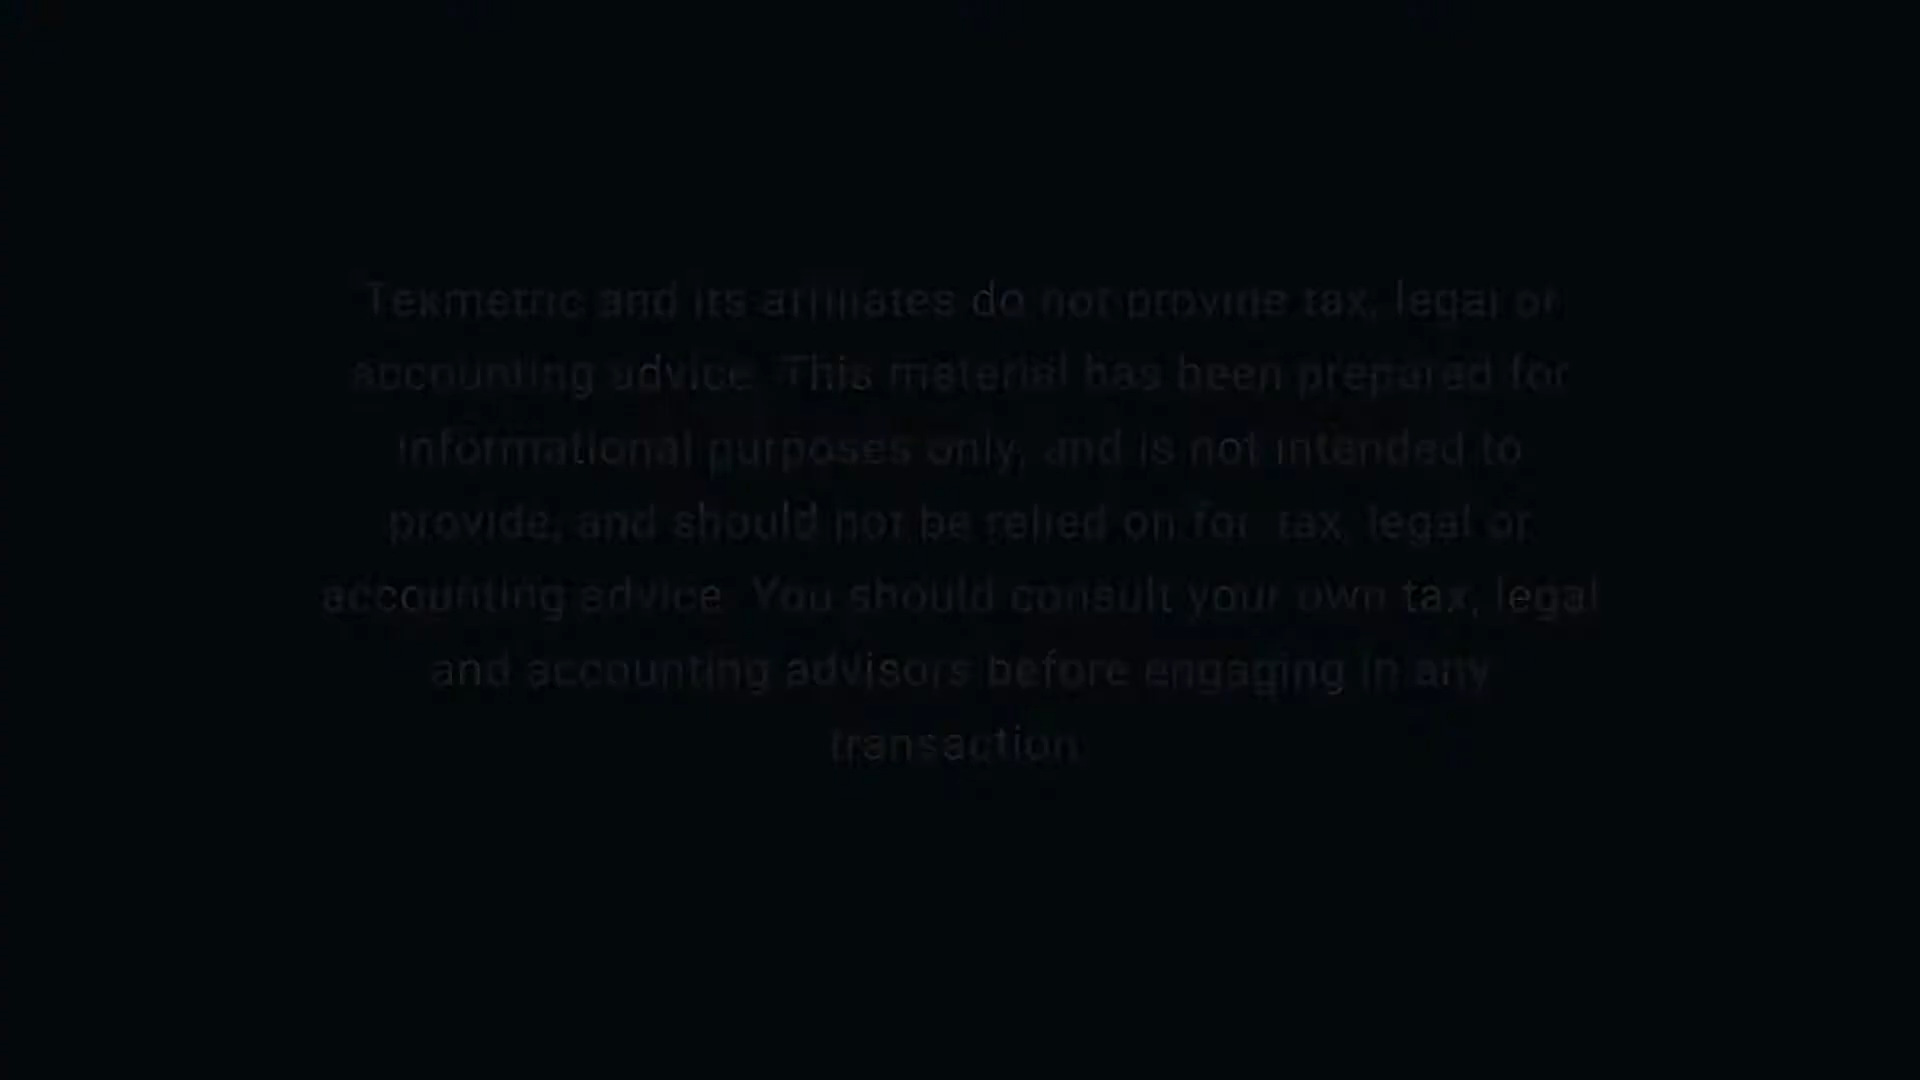 Tekmetric and its affiliates do not provide tax, legal or
accounting advice. This material has been prepared for
informational purposes only, and is not intended to
provide, and should not be relied on for, tax, legal or
accounting advice. You should consult your own tax, legal
and accounting advisors before engaging in any
transaction.